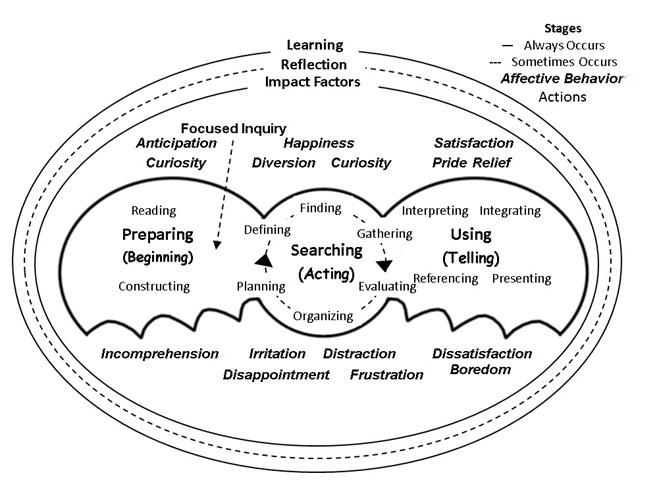 Stages
— Always Occurs
--- Sometimes Occurs
Affective Behavior
Actions
Learning
Reflection
Impact Factors
Focused Inquiry
Anticipation
Curiosity
Happiness
Diversion Curiosity
Satisfaction
Pride Relief
Reading
Preparing
(Beginning)
Constructing
Finding
Defining
Gathering
Searching
(Acting)
Planning
Evaluating
Organizing
Interpreting Integrating
Using
(Telling)
Referencing Presenting
Incomprehension
Irritation Distraction
Disappointment Frustration
Dissatisfaction
Boredom